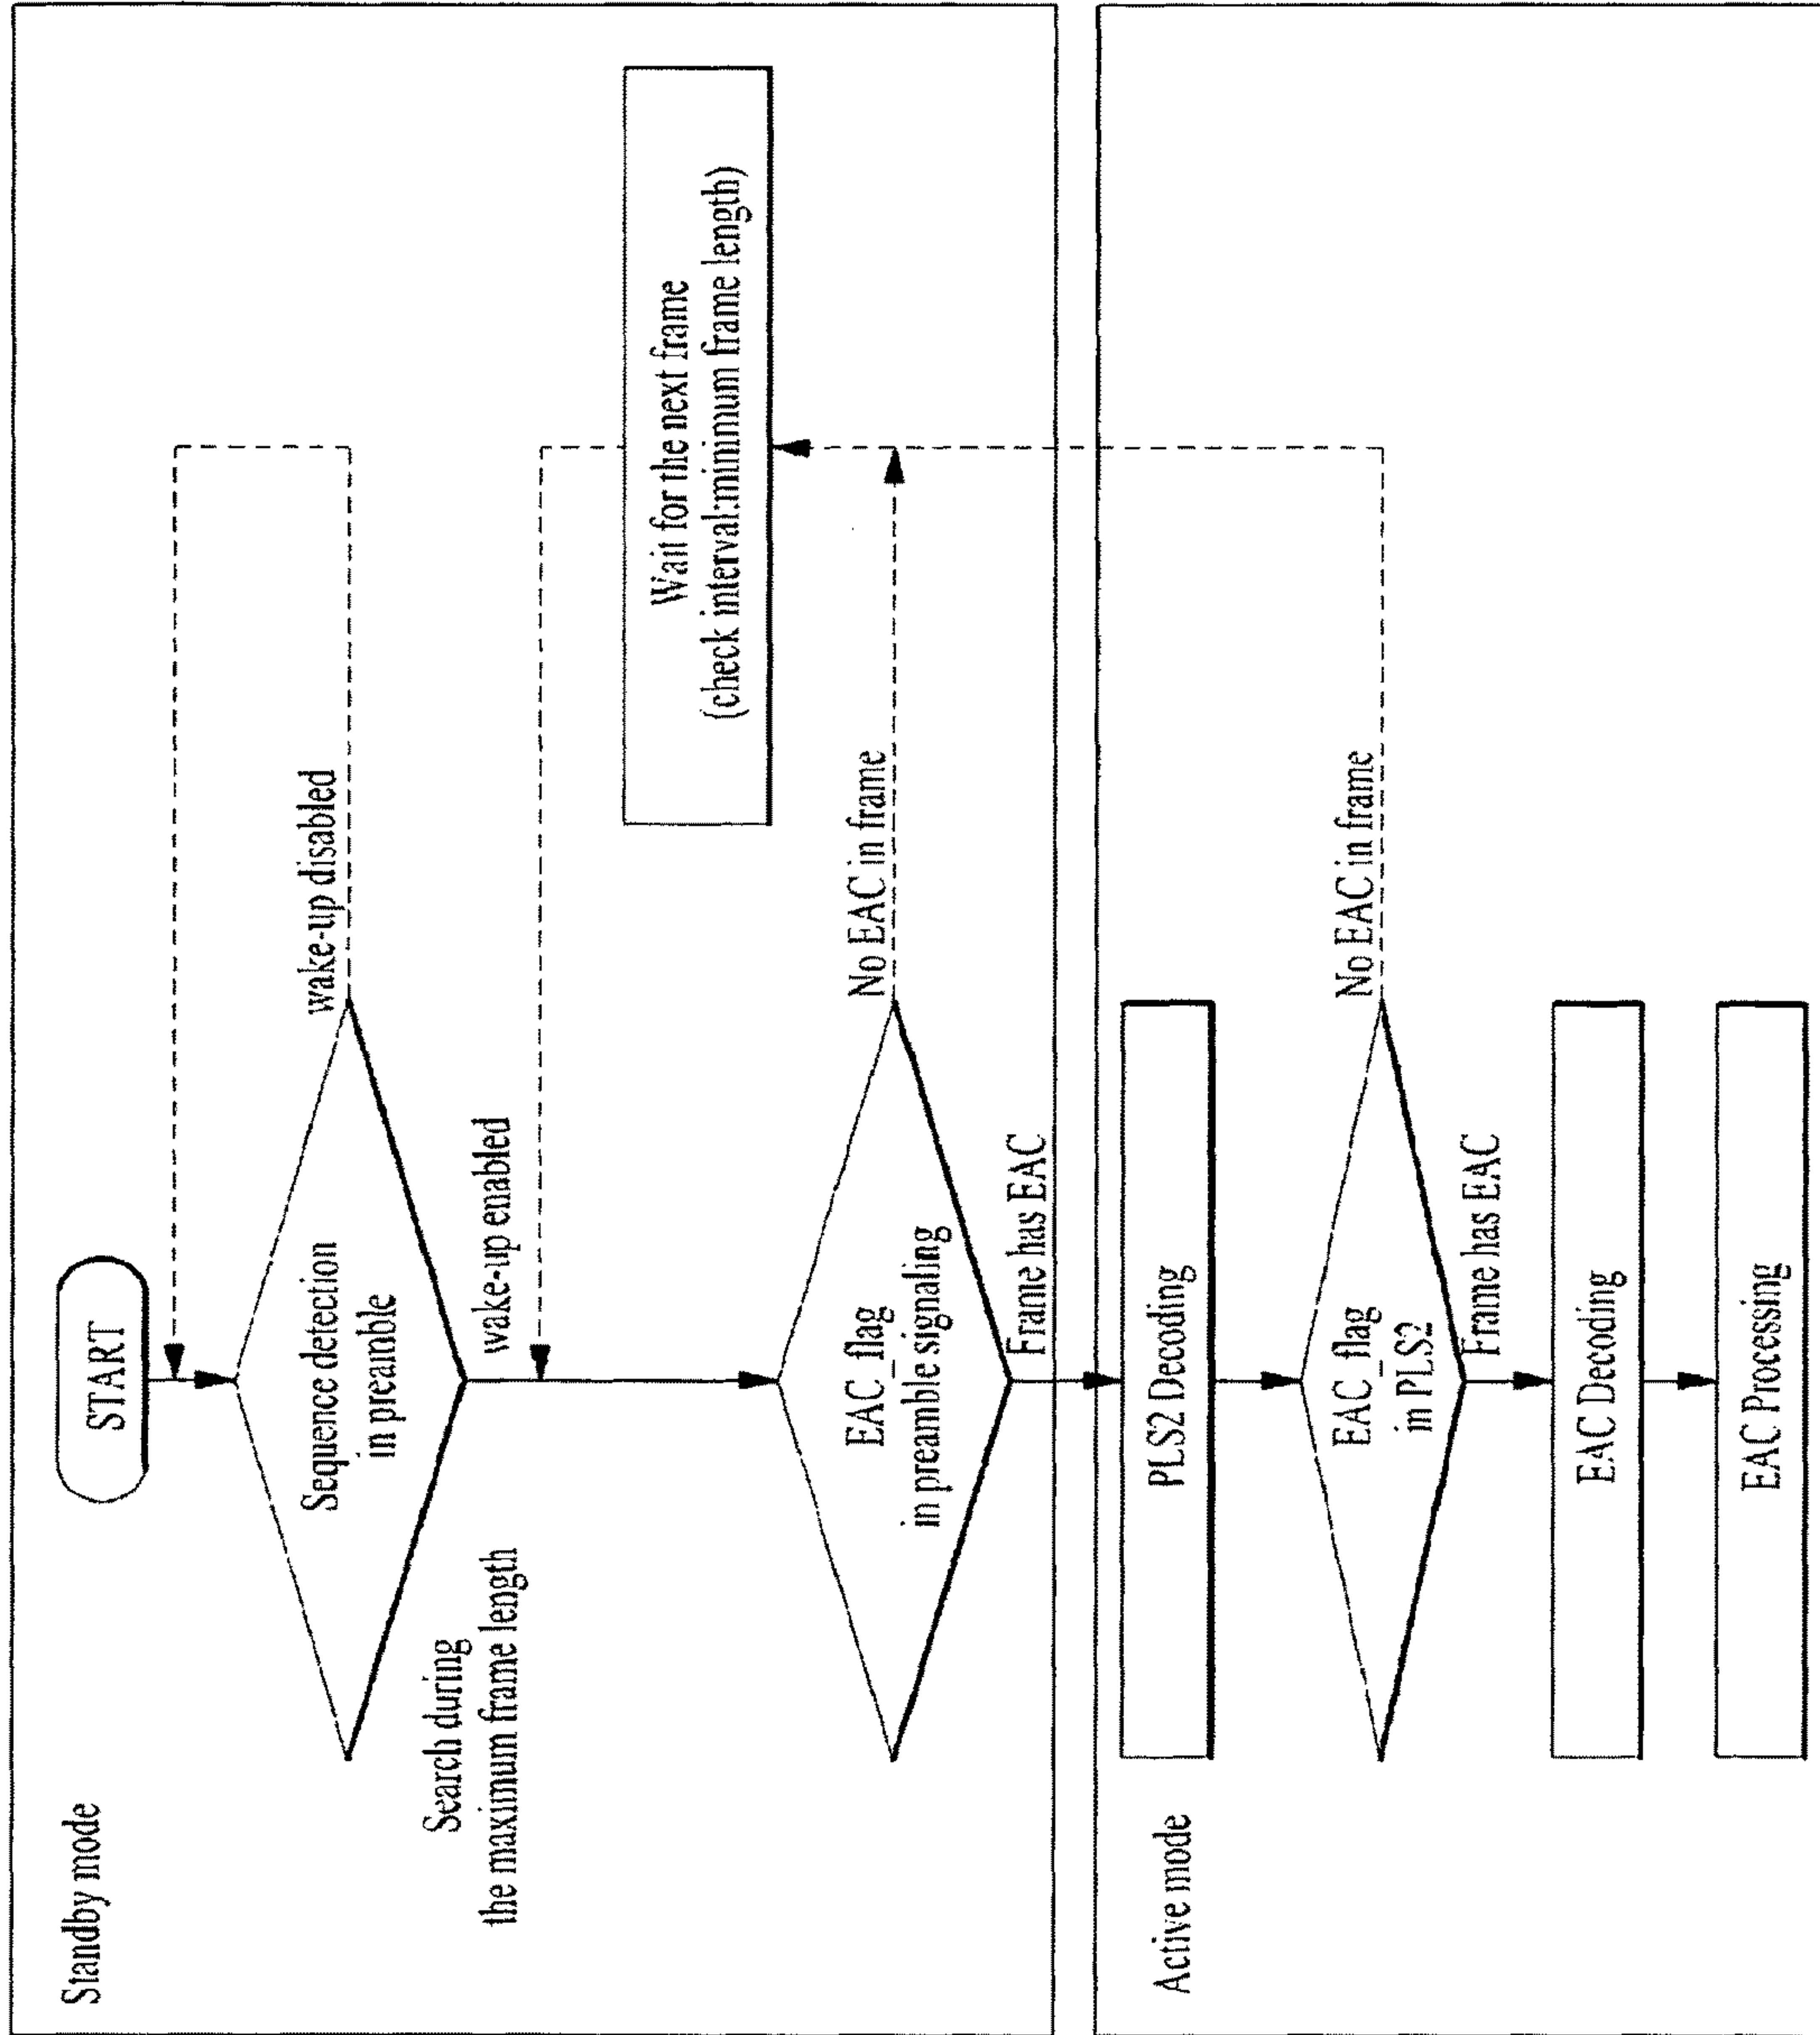 Standby mode
START
Sequence detection
in preamble
wake-up disabled
Search during
the maximum frame length
wake-up enabled
Wait for the next frame
(check interval:minimum frame length)
EAC_flag
in preamble signaling
No EAC in frame
Frame has EAC
Active mode
PLS2 Decoding
EAC_flag
in PLS2
No EAC in frame
Frame has EAC
EAC Decoding
EAC Processing